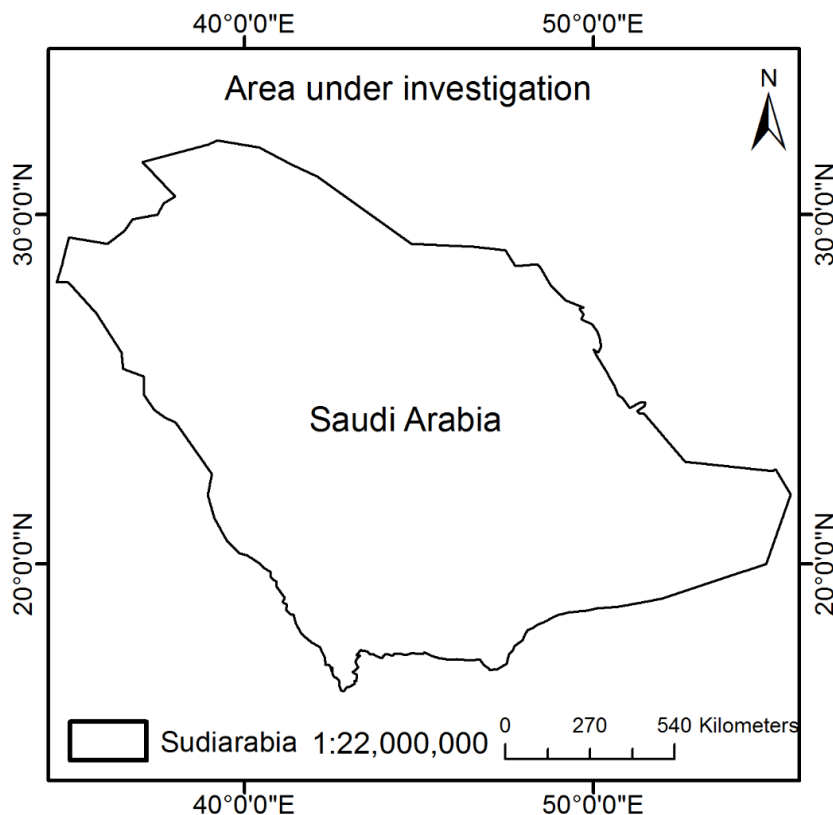 40°0'0"E 50°0'0"E
Area under investigation
N
30°0'0"N 30°0'0"N
Saudi Arabia
20°0'0"N 20°0'0"N
0 270 540 Kilometers
Sudiarabia 1:22,000,000
40°0'0"E 50°0'0"E